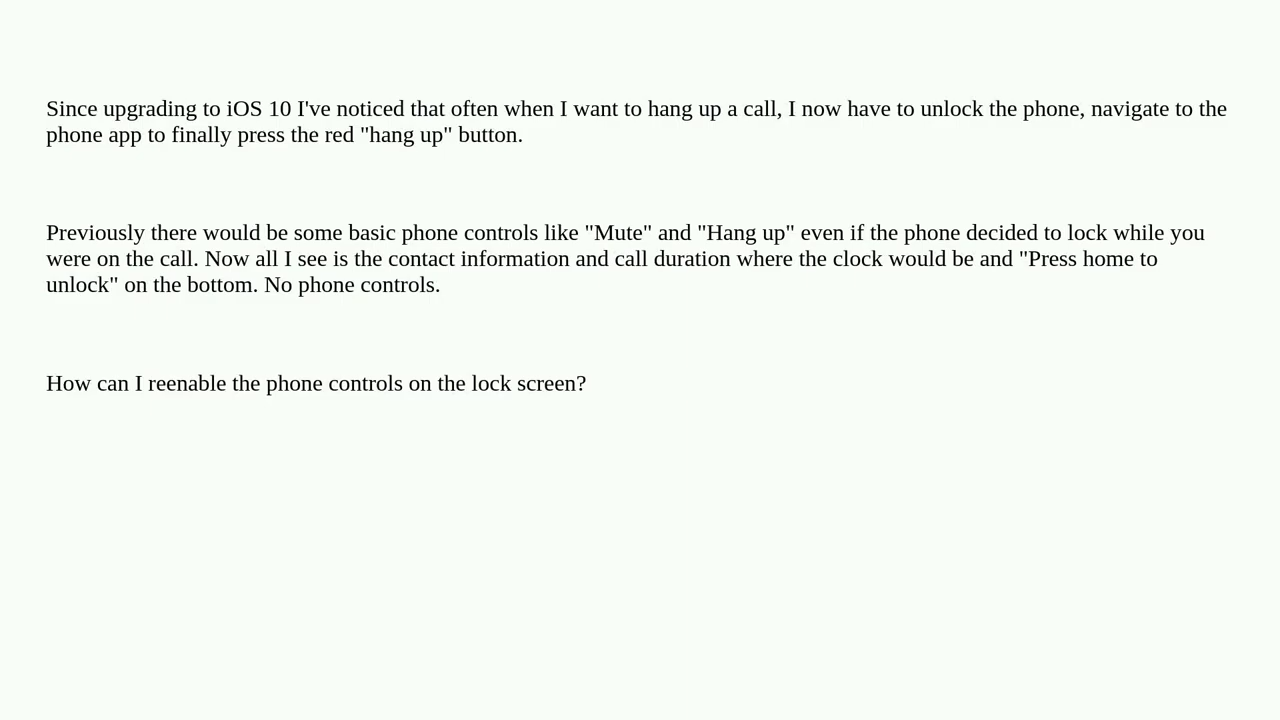 Since upgrading to iOS 10 I've noticed that often when I want to hang up a call, I now have to unlock the phone, navigate to the
phone app to finally press the red "hang up" button.
Previously there would be some basic phone controls like "Mute" and "Hang up" even if the phone decided to lock while you
were on the call. Now all I see is the contact information and call duration where the clock would be and "Press home to
unlock" on the bottom. No phone controls.
How can I reenable the phone controls on the lock screen?